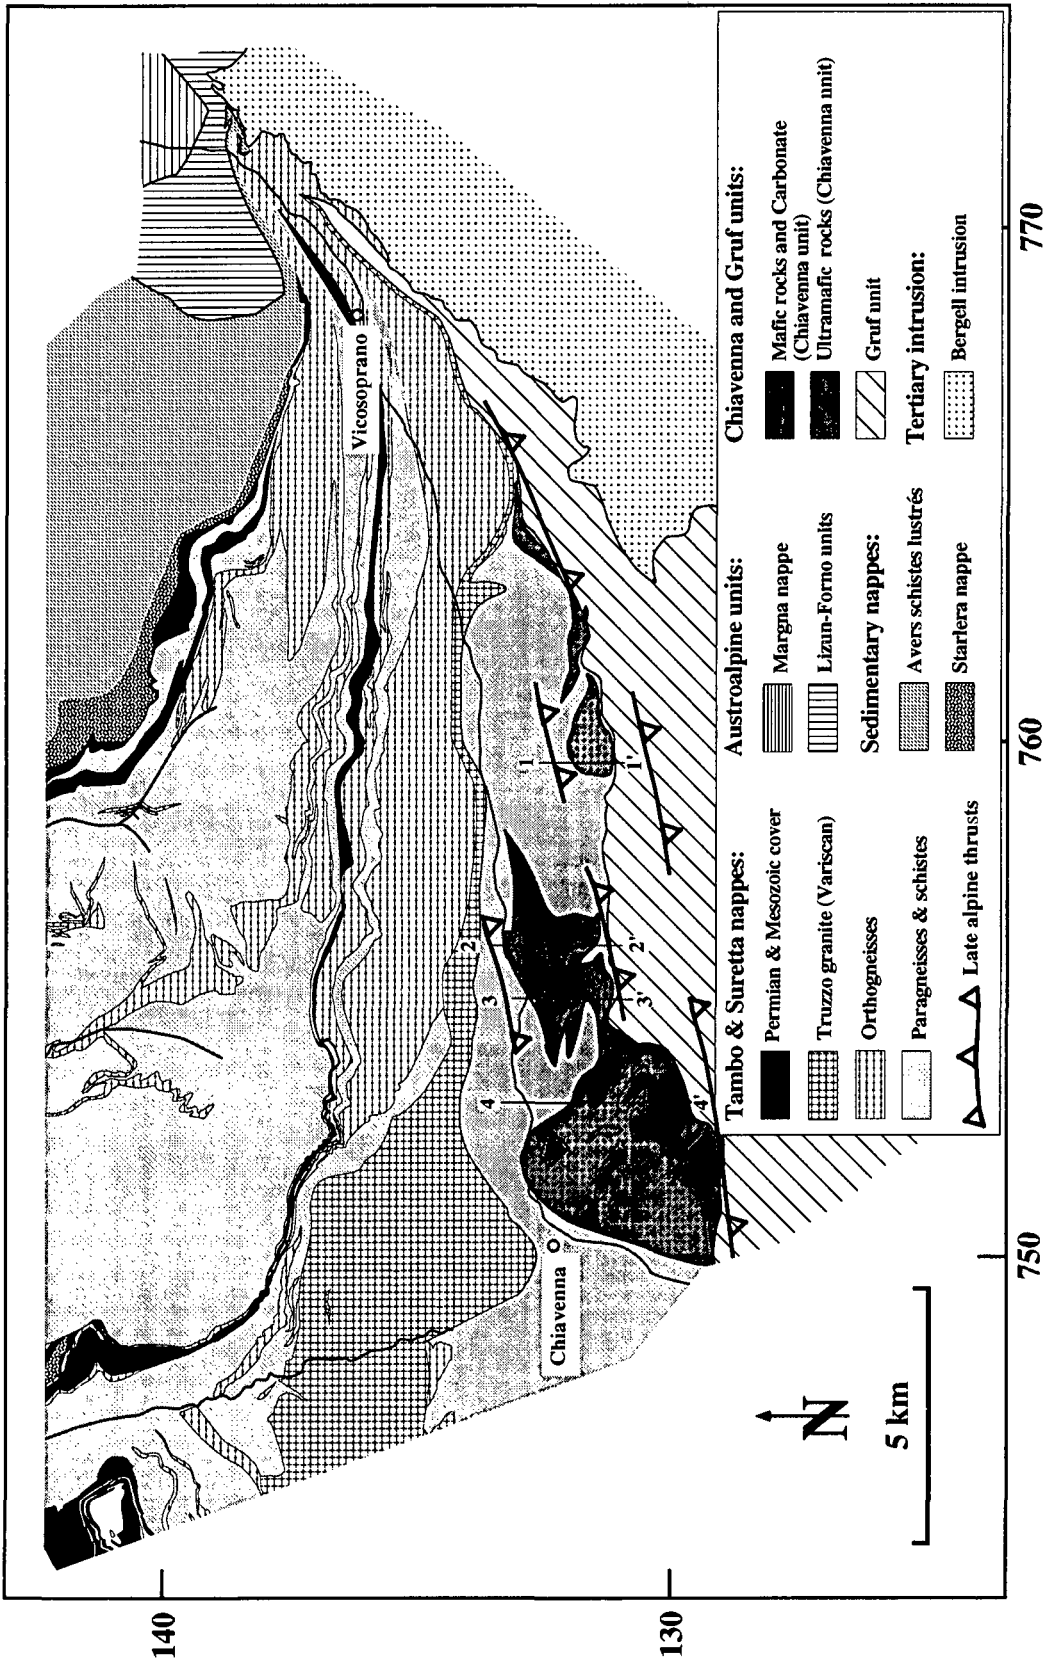 140
130
750
760
770
Vicosoprano
Chiavenna
1
1'
2
2'
3
3'
4
4'
N
5 km
Tambo & Suretta nappes:
Permian & Mesozoic cover
Truzzo granite (Variscan)
Orthogneisses
Paragneisses & schistes
Late alpine thrusts
Austroalpine units:
Margna nappe
Lizun-Forno units
Sedimentary nappes:
Avers schistes lustrés
Starlera nappe
Chiavenna and Gruf units:
Mafic rocks and Carbonate
(Chiavenna unit)
Ultramafic rocks (Chiavenna unit)
Gruf unit
Tertiary intrusion:
Bergell intrusion